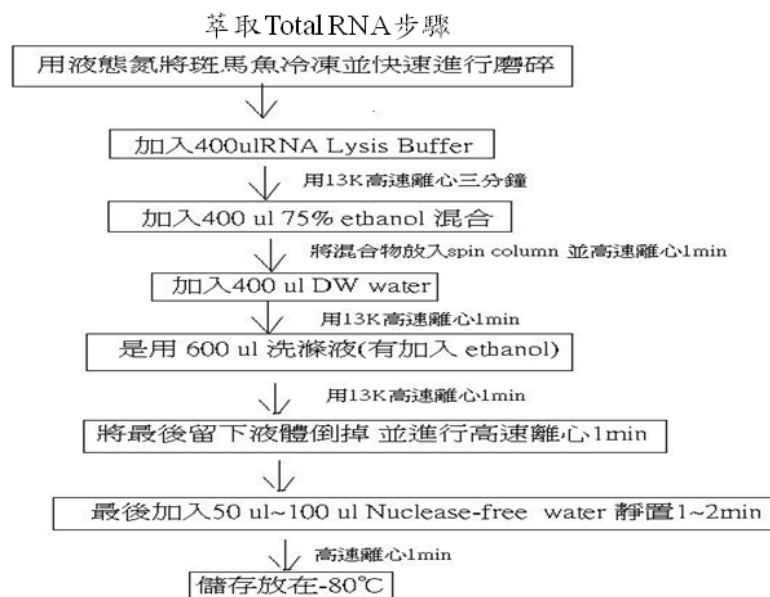 萃取Total RNA步驟
用液態氮將斑馬魚冷凍並快速進行磨碎
加入400ulRNA Lysis Buffer
用13K高速離心三分鐘
加入400 ul 75% ethanol 混合
將混合物放入spin column 並高速離心1min
加入400 ul DW water
用13K高速離心1min
是用 600 ul 洗滌液(有加入 ethanol)
用13K高速離心1min
將最後留下液體倒掉 並進行高速離心1min
最後加入50 ul~100 ul Nuclease-free water 靜置1~2min
高速離心1min
儲存放在-80℃